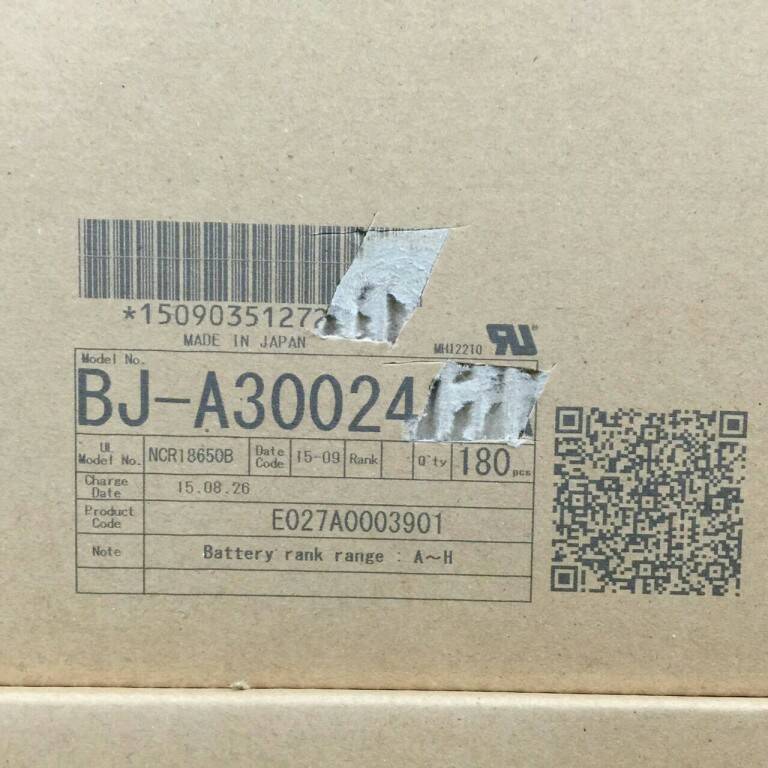 *1509035127
MADE IN JAPAN
MH12210
Model No.
BJ-A30024
UL Model No. NCR18650B Date Code 15-09 Rank Q'ty 180 pcs
Charge Date 15.08.26
Product Code E027A0003901
Note Battery rank range : A~H